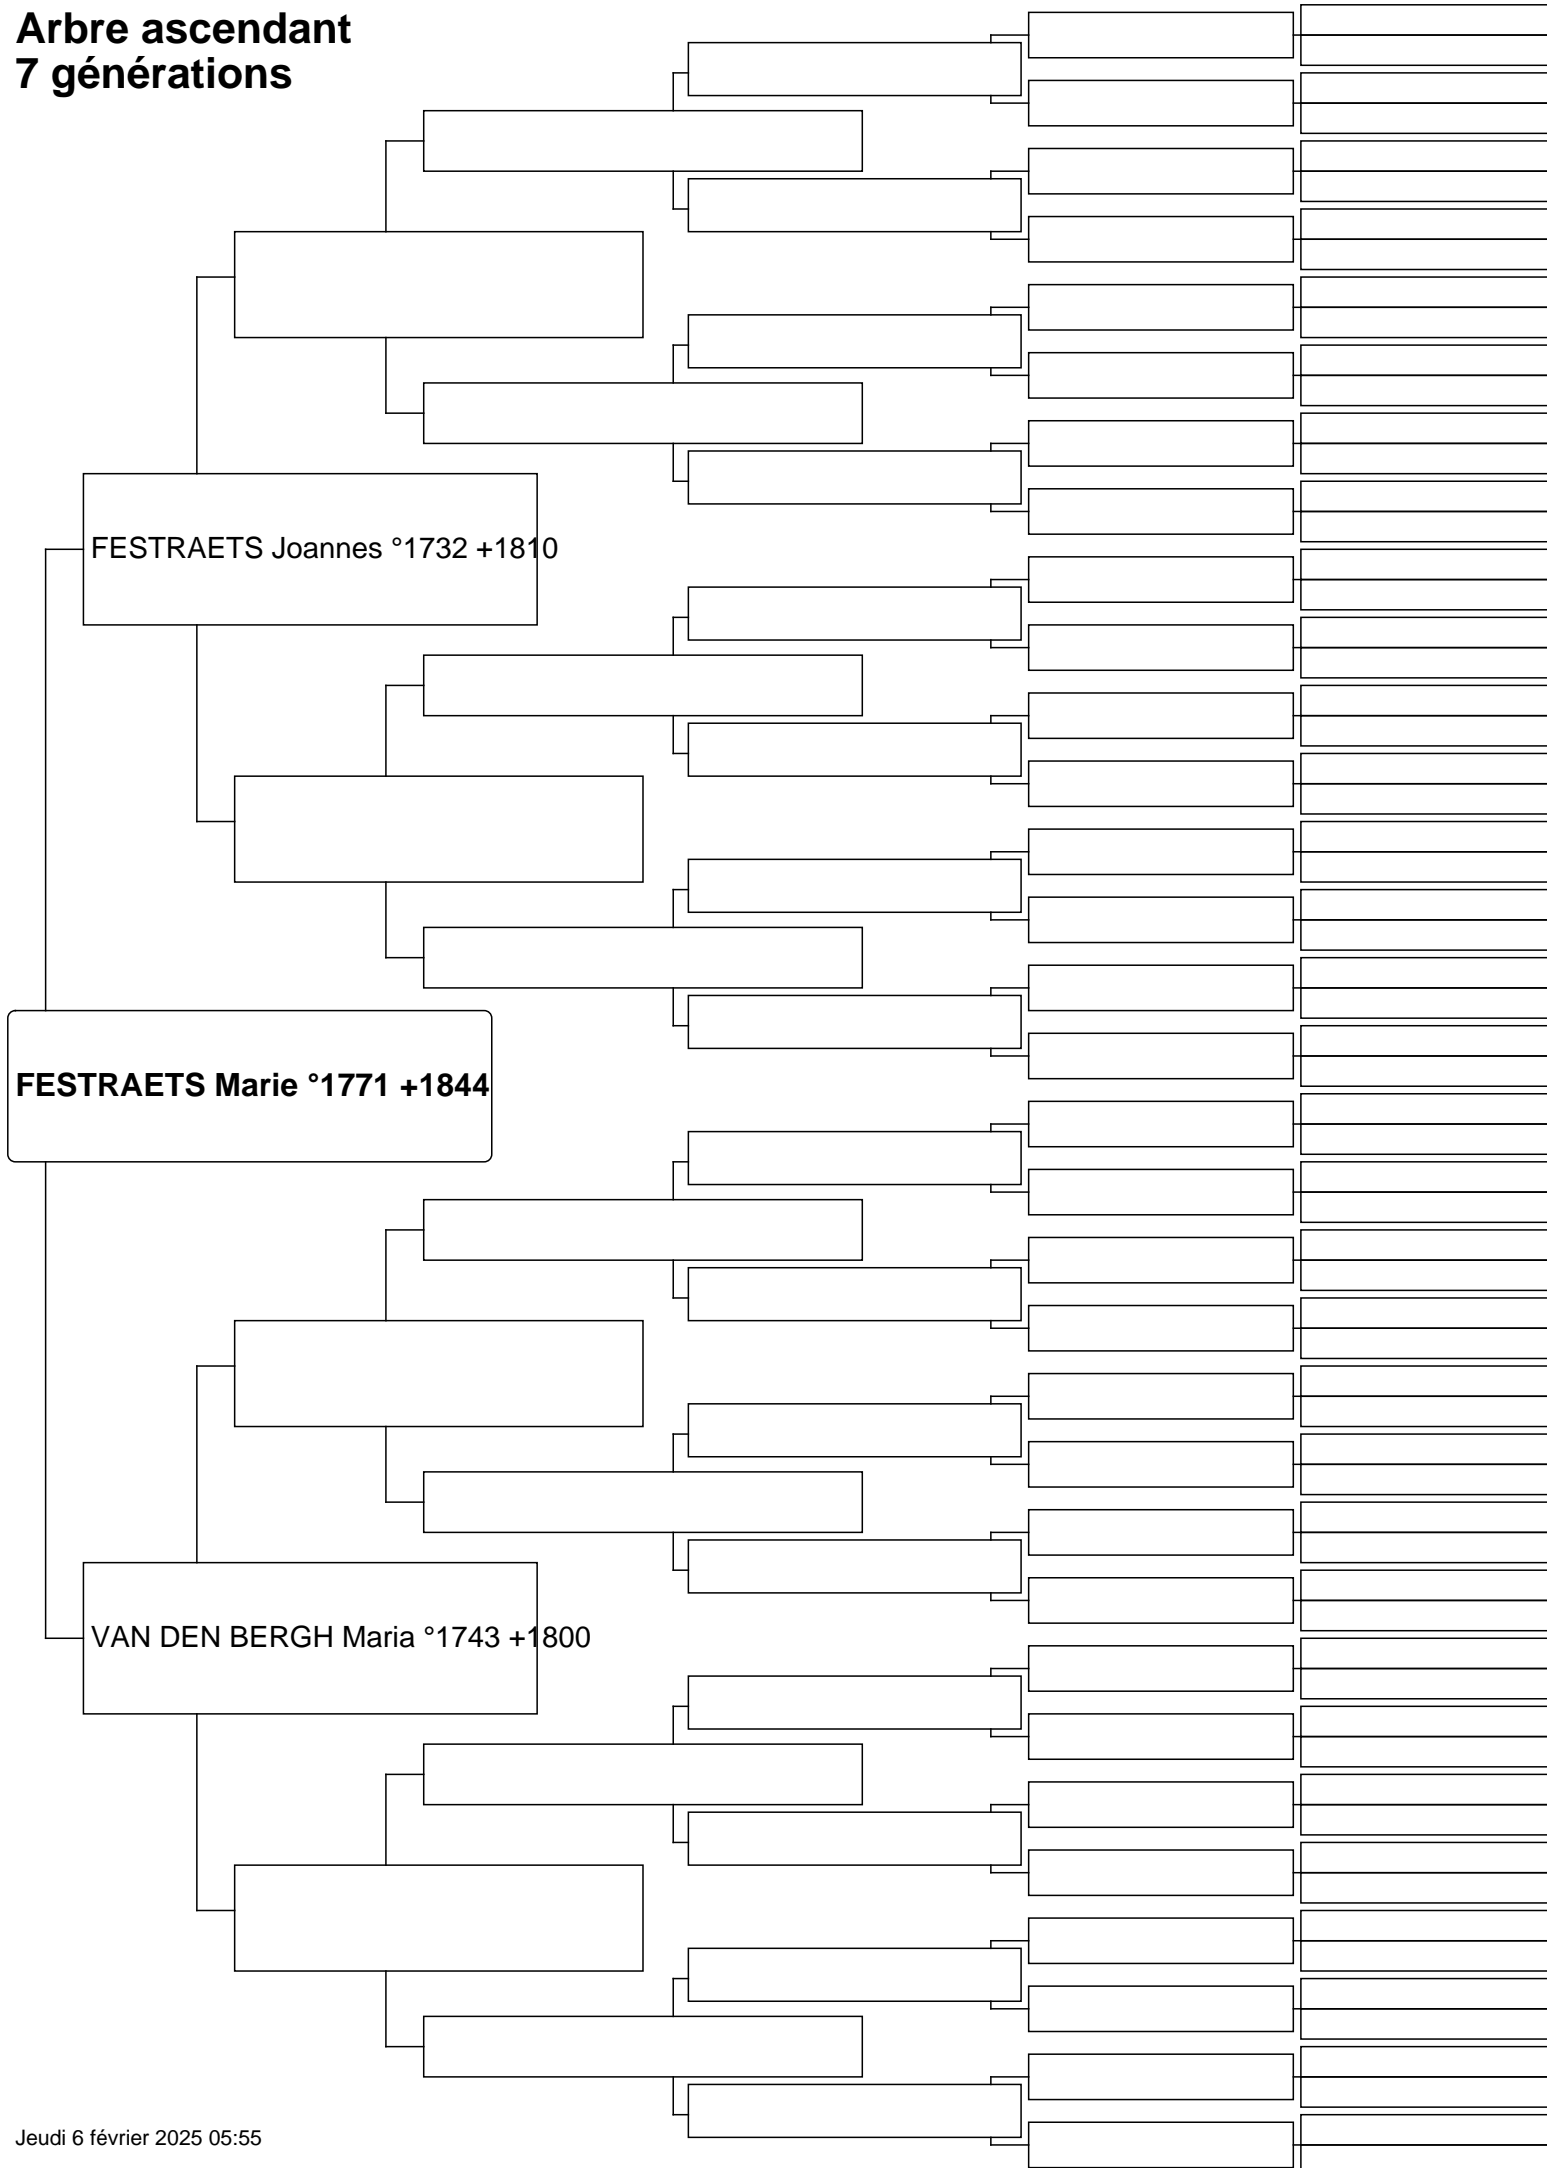 Arbre ascendant
7 générations
FESTRAETS Joannes °1732 +1810
FESTRAETS Marie °1771 +1844
VAN DEN BERGH Maria °1743 +1800
Jeudi 6 février 2025 05:55